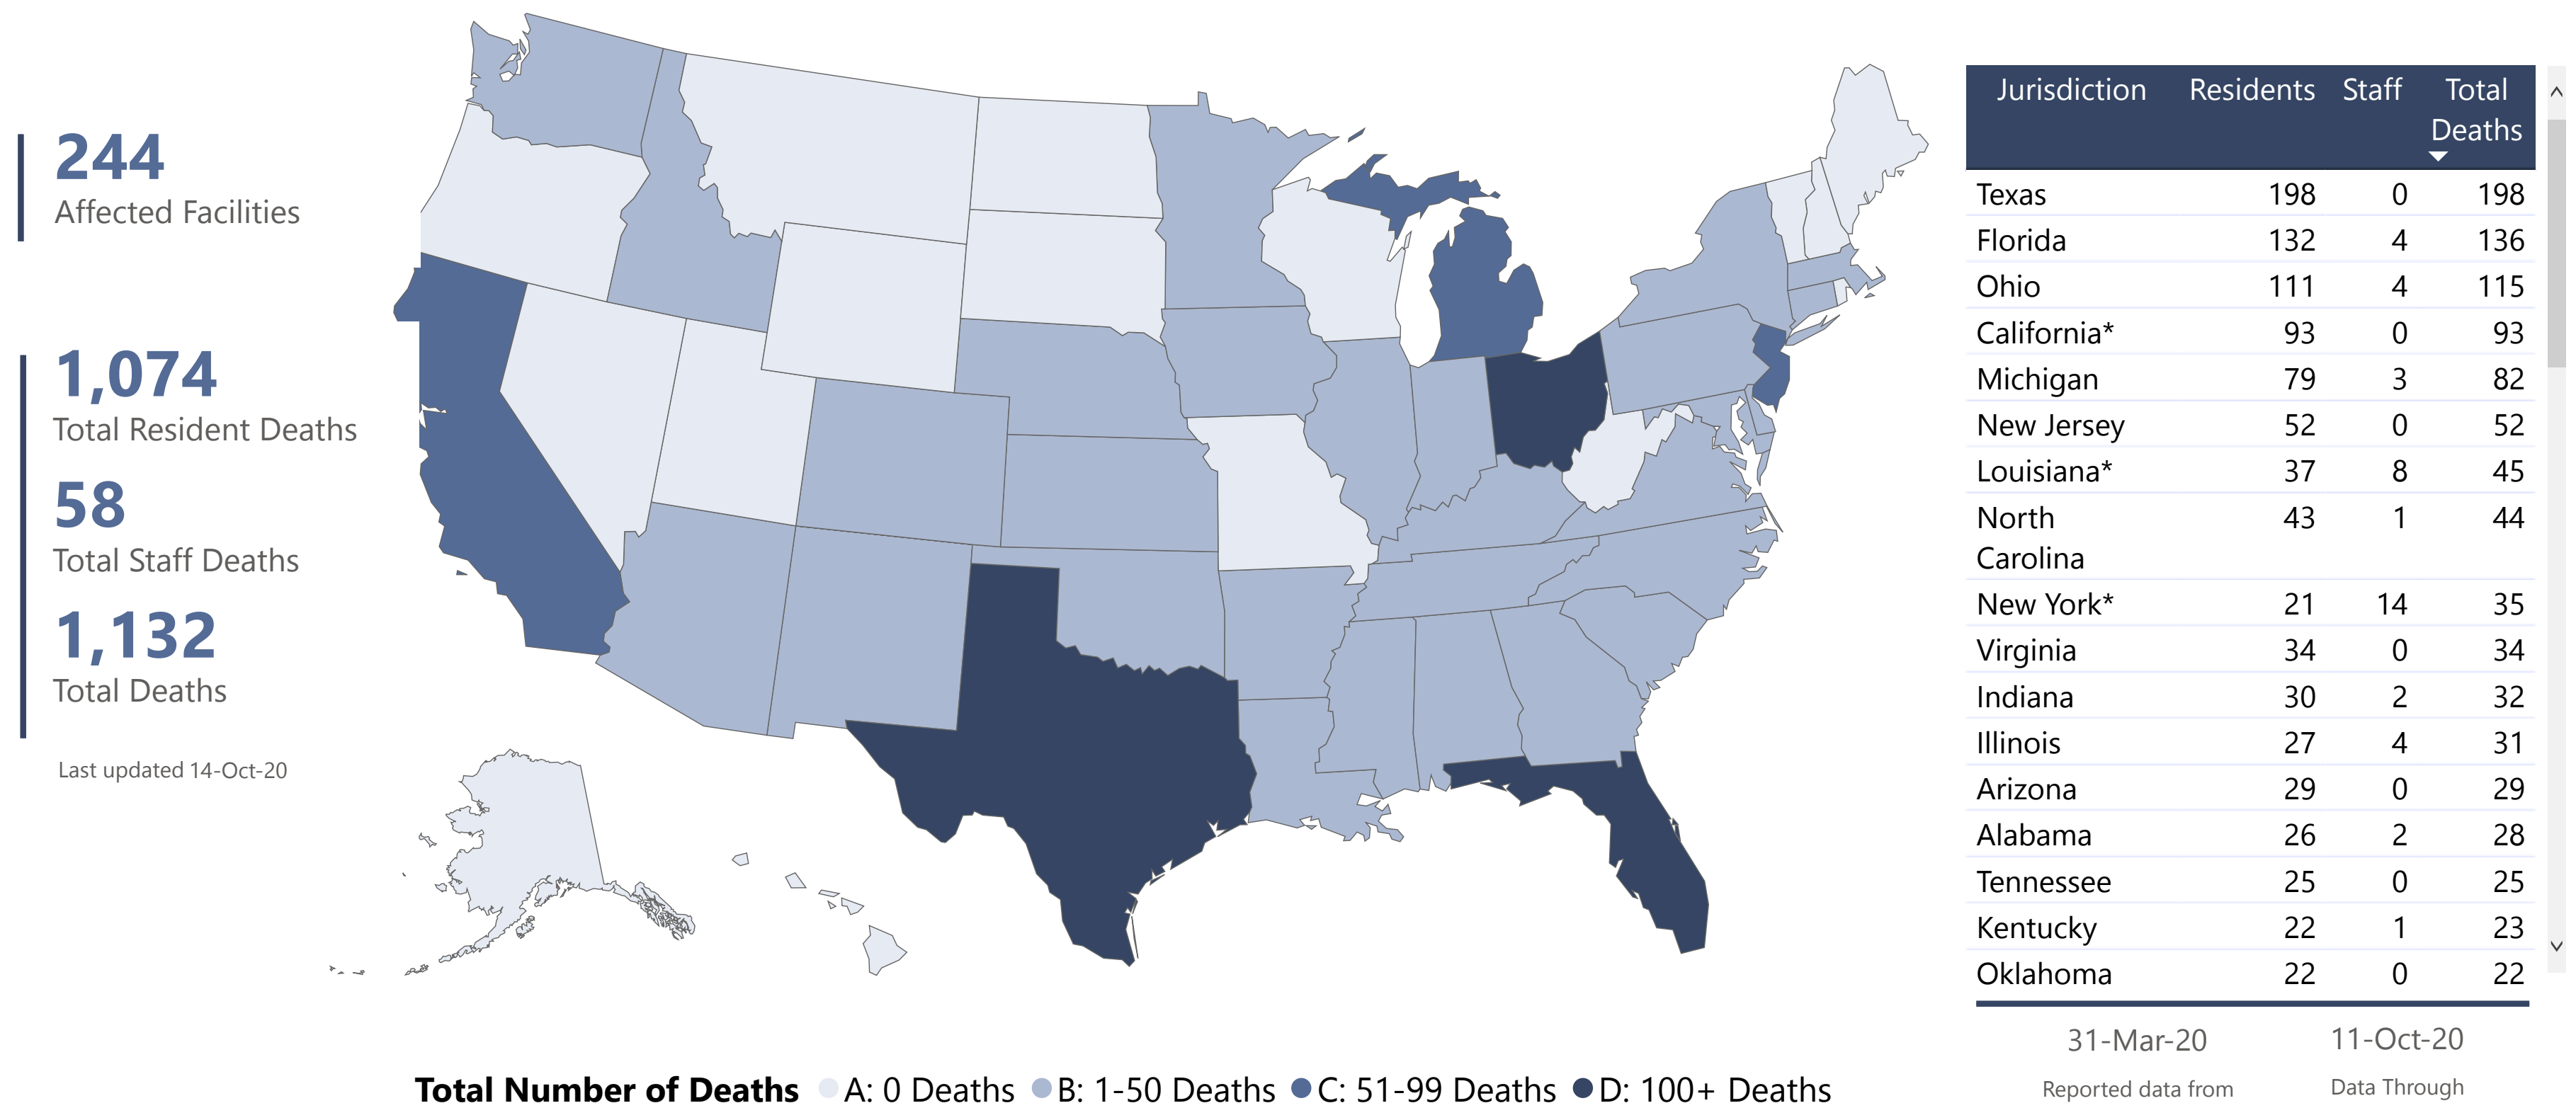 244
Affected Facilities
1,074
Total Resident Deaths
58
Total Staff Deaths
1,132
Total Deaths
Last updated 14-Oct-20
Total Number of Deaths A: 0 Deaths B: 1-50 Deaths C: 51-99 Deaths D: 100+ Deaths
Jurisdiction Residents Staff Total
Deaths
Texas 198 0 198
Florida 132 4 136
Ohio 111 4 115
California* 93 0 93
Michigan 79 3 82
New Jersey 52 0 52
Louisiana* 37 8 45
North 43 1 44
Carolina
New York* 21 14 35
Virginia 34 0 34
Indiana 30 2 32
Illinois 27 4 31
Arizona 29 0 29
Alabama 26 2 28
Tennessee 25 0 25
Kentucky 22 1 23
Oklahoma 22 0 22
31-Mar-20 11-Oct-20
Reported data from Data Through